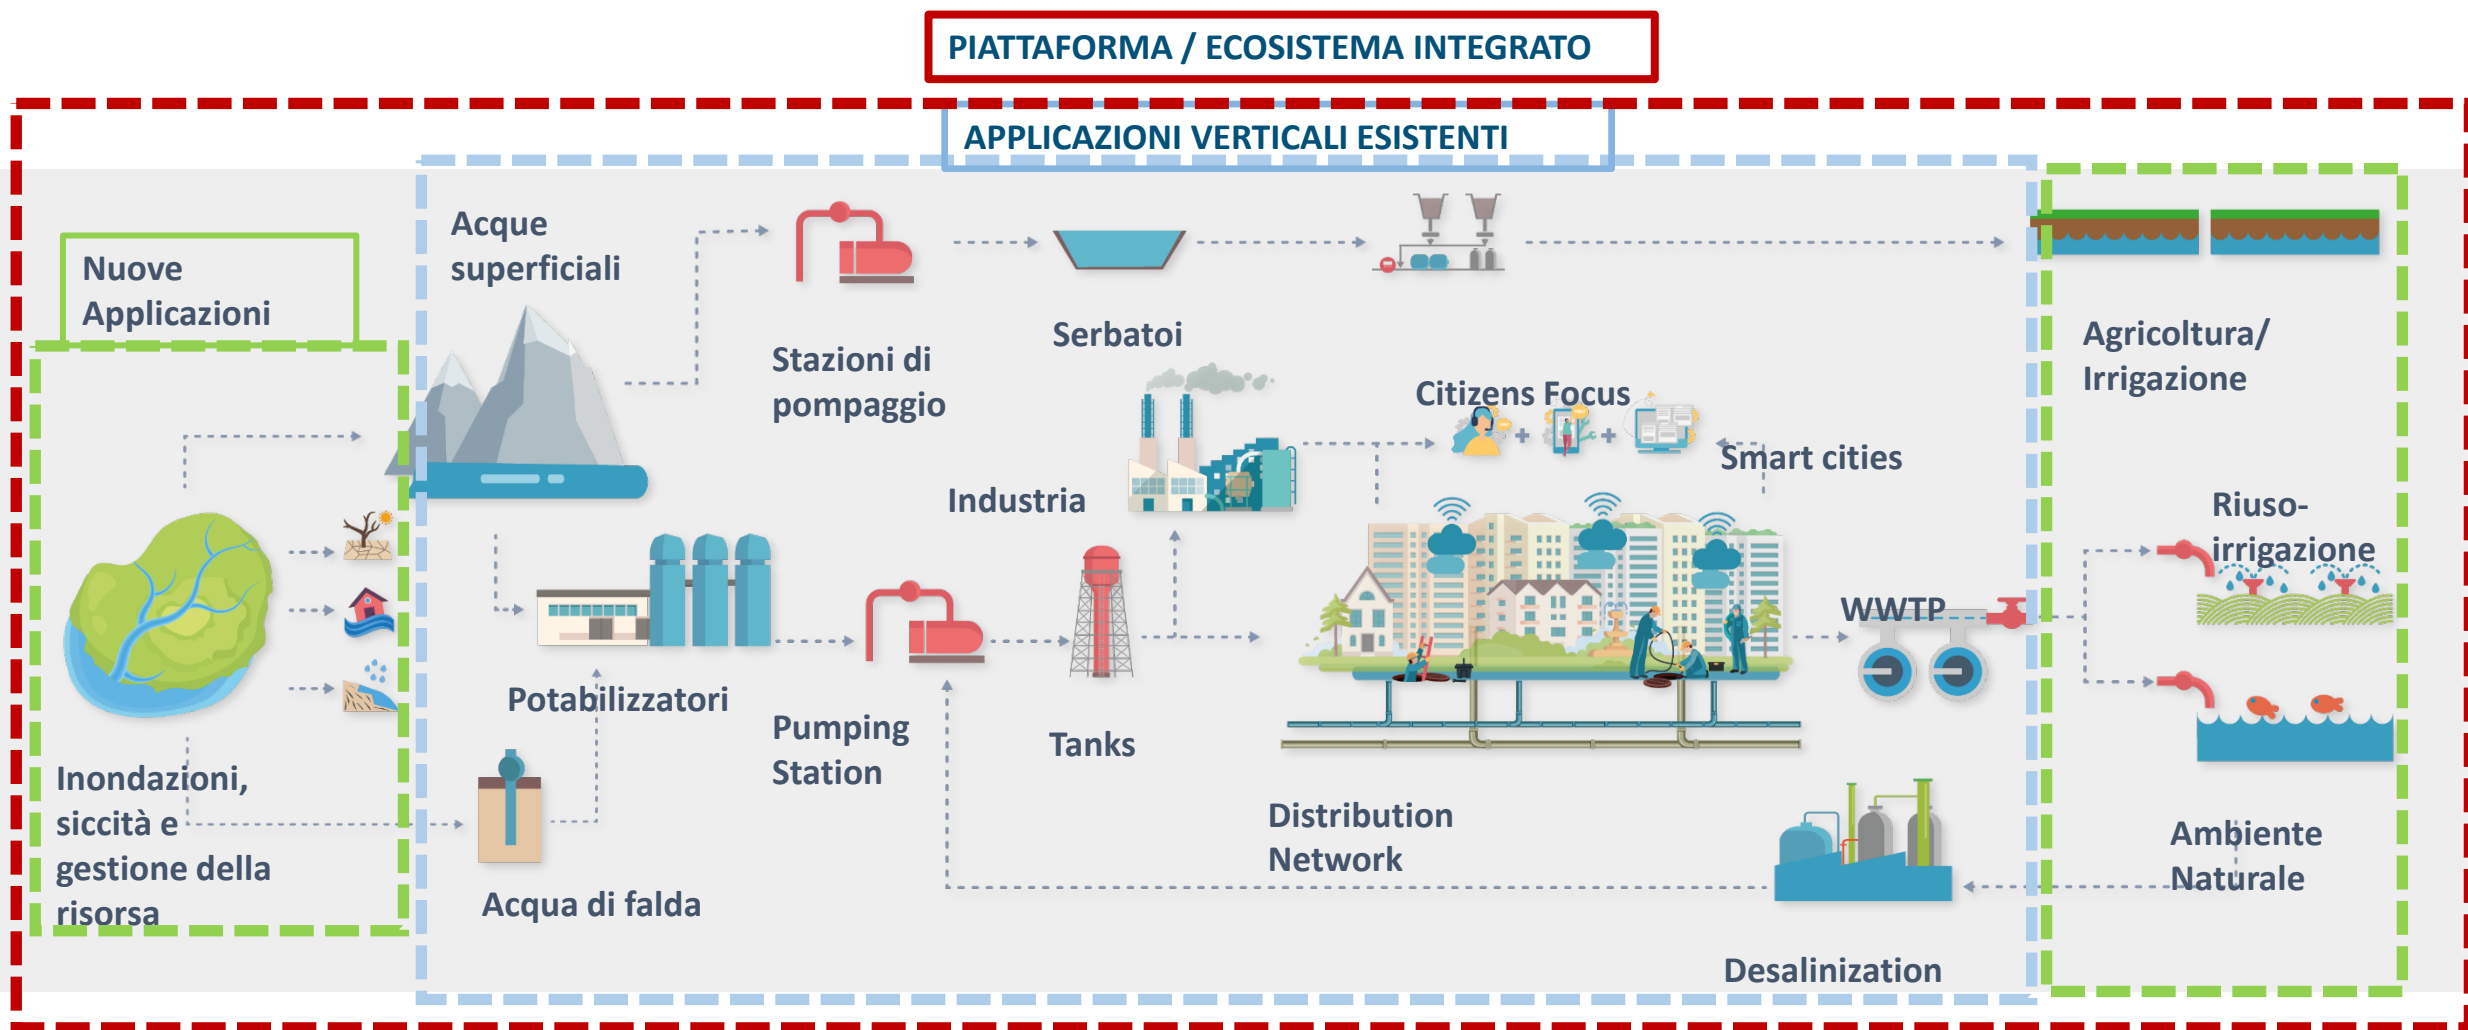 PIATTAFORMA / ECOSISTEMA INTEGRATO
APPLICAZIONI VERTICALI ESISTENTI
Nuove
Applicazioni
Acque
superficiali
Stazioni di
pompaggio
Serbatoi
Agricoltura/
Irrigazione
Citizens Focus
Smart cities
Industria
Riuso-
irrigazione
WWTP
Potabilizzatori
Pumping
Station
Tanks
Inondazioni,
siccità e
gestione della
risorsa
Acqua di falda
Distribution
Network
Ambiente
Naturale
Desalinization